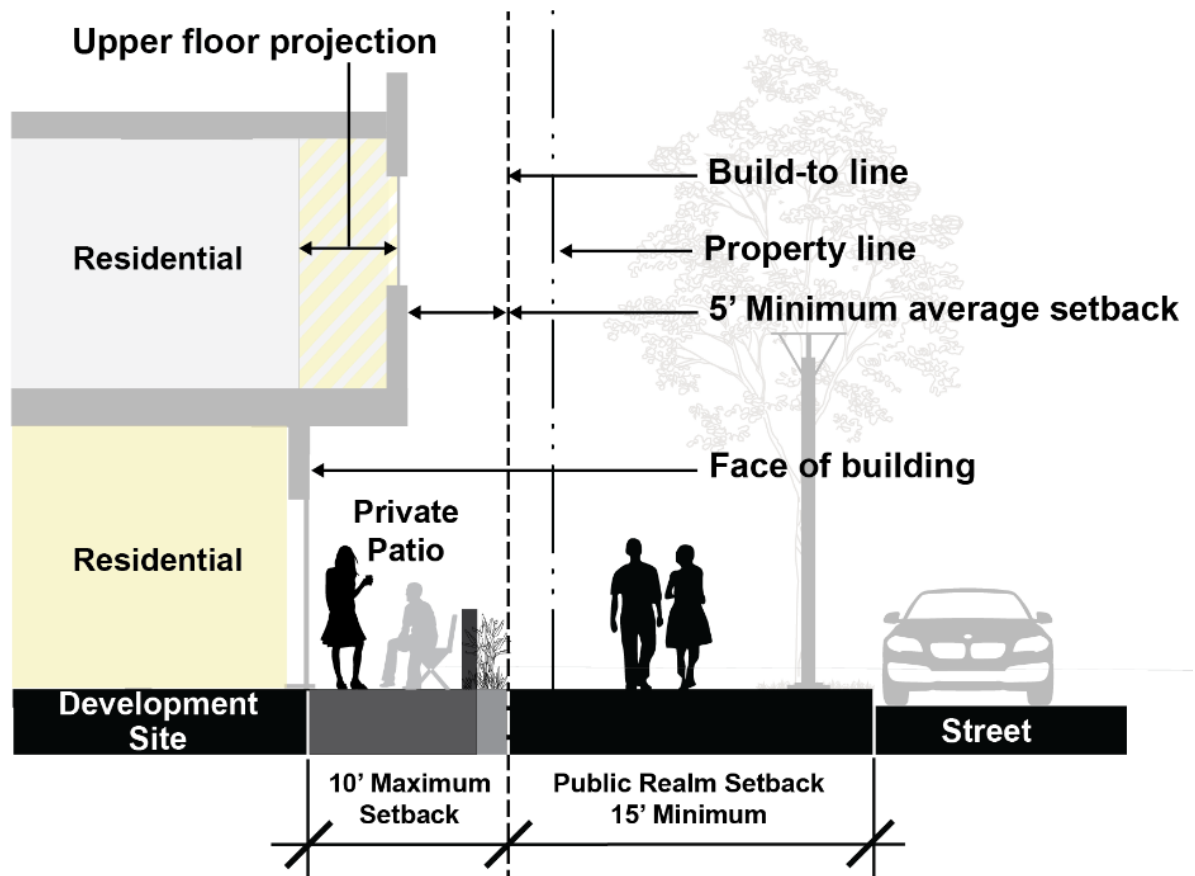 Upper floor projection
Build-to line
Residential
Property line
5’ Minimum average setback
Face of building
Private
Patio
Residential
Development
Site
Street
10’ Maximum
Setback
Public Realm Setback
15’ Minimum